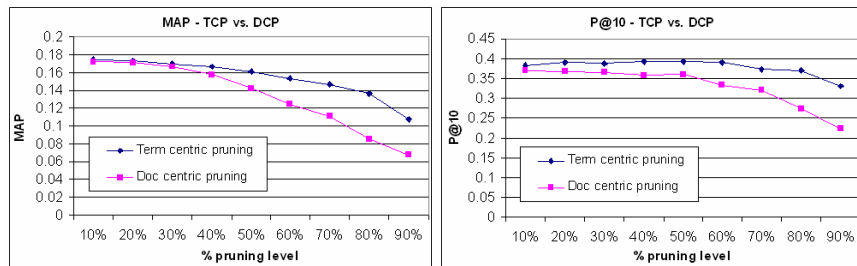 MAP - TCP vs. DCP
0.2
0.18
0.16
0.14
0.12
0.1
0.08
0.06
0.04
0.02
0
MAP
Term centric pruning
Doc centric pruning
10% 20% 30% 40% 50% 60% 70% 80% 90%
% pruning level
P@10 - TCP vs. DCP
0.45
0.4
0.35
0.3
0.25
0.2
0.15
0.1
0.05
0
P@10
Term centric pruning
Doc centric pruning
10% 20% 30% 40% 50% 60% 70% 80% 90%
% pruning level